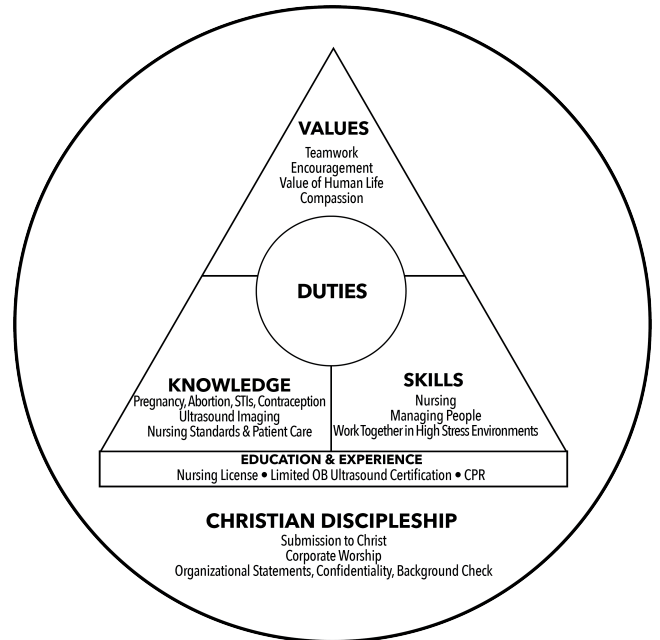 VALUES
Teamwork
Encouragement
Value of Human Life
Compassion
DUTIES
KNOWLEDGE
Pregnancy, Abortion, STIs, Contraception
Ultrasound Imaging
Nursing Standards & Patient Care
SKILLS
Nursing
Managing People
Work Together in High Stress Environments
EDUCATION & EXPERIENCE
Nursing License • Limited OB Ultrasound Certification • CPR
CHRISTIAN DISCIPLESHIP
Submission to Christ
Corporate Worship
Organizational Statements, Confidentiality, Background Check